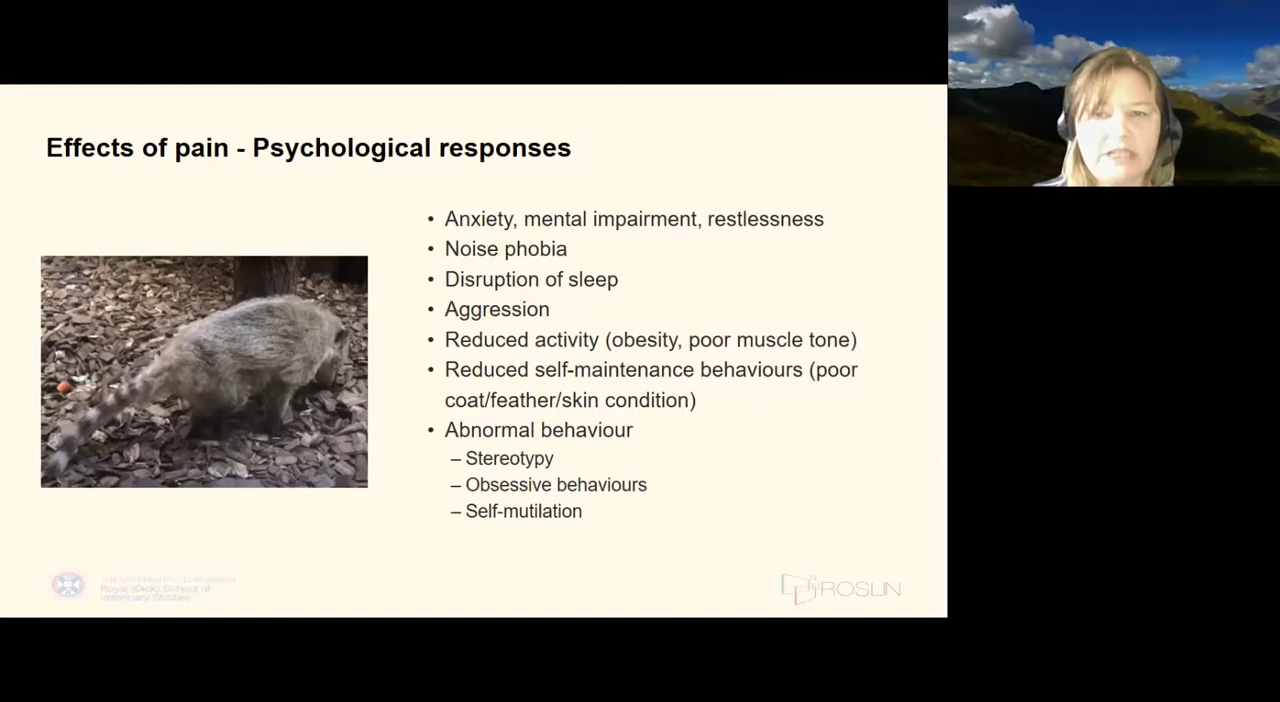 Effects of pain - Psychological responses
• Anxiety, mental impairment, restlessness
• Noise phobia
• Disruption of sleep
• Aggression
• Reduced activity (obesity, poor muscle tone)
• Reduced self-maintenance behaviours (poor
coat/feather/skin condition)
• Abnormal behaviour
– Stereotypy
– Obsessive behaviours
– Self-mutilation
Royal (Dick) School of
Veterinary Studies
ROSLIN